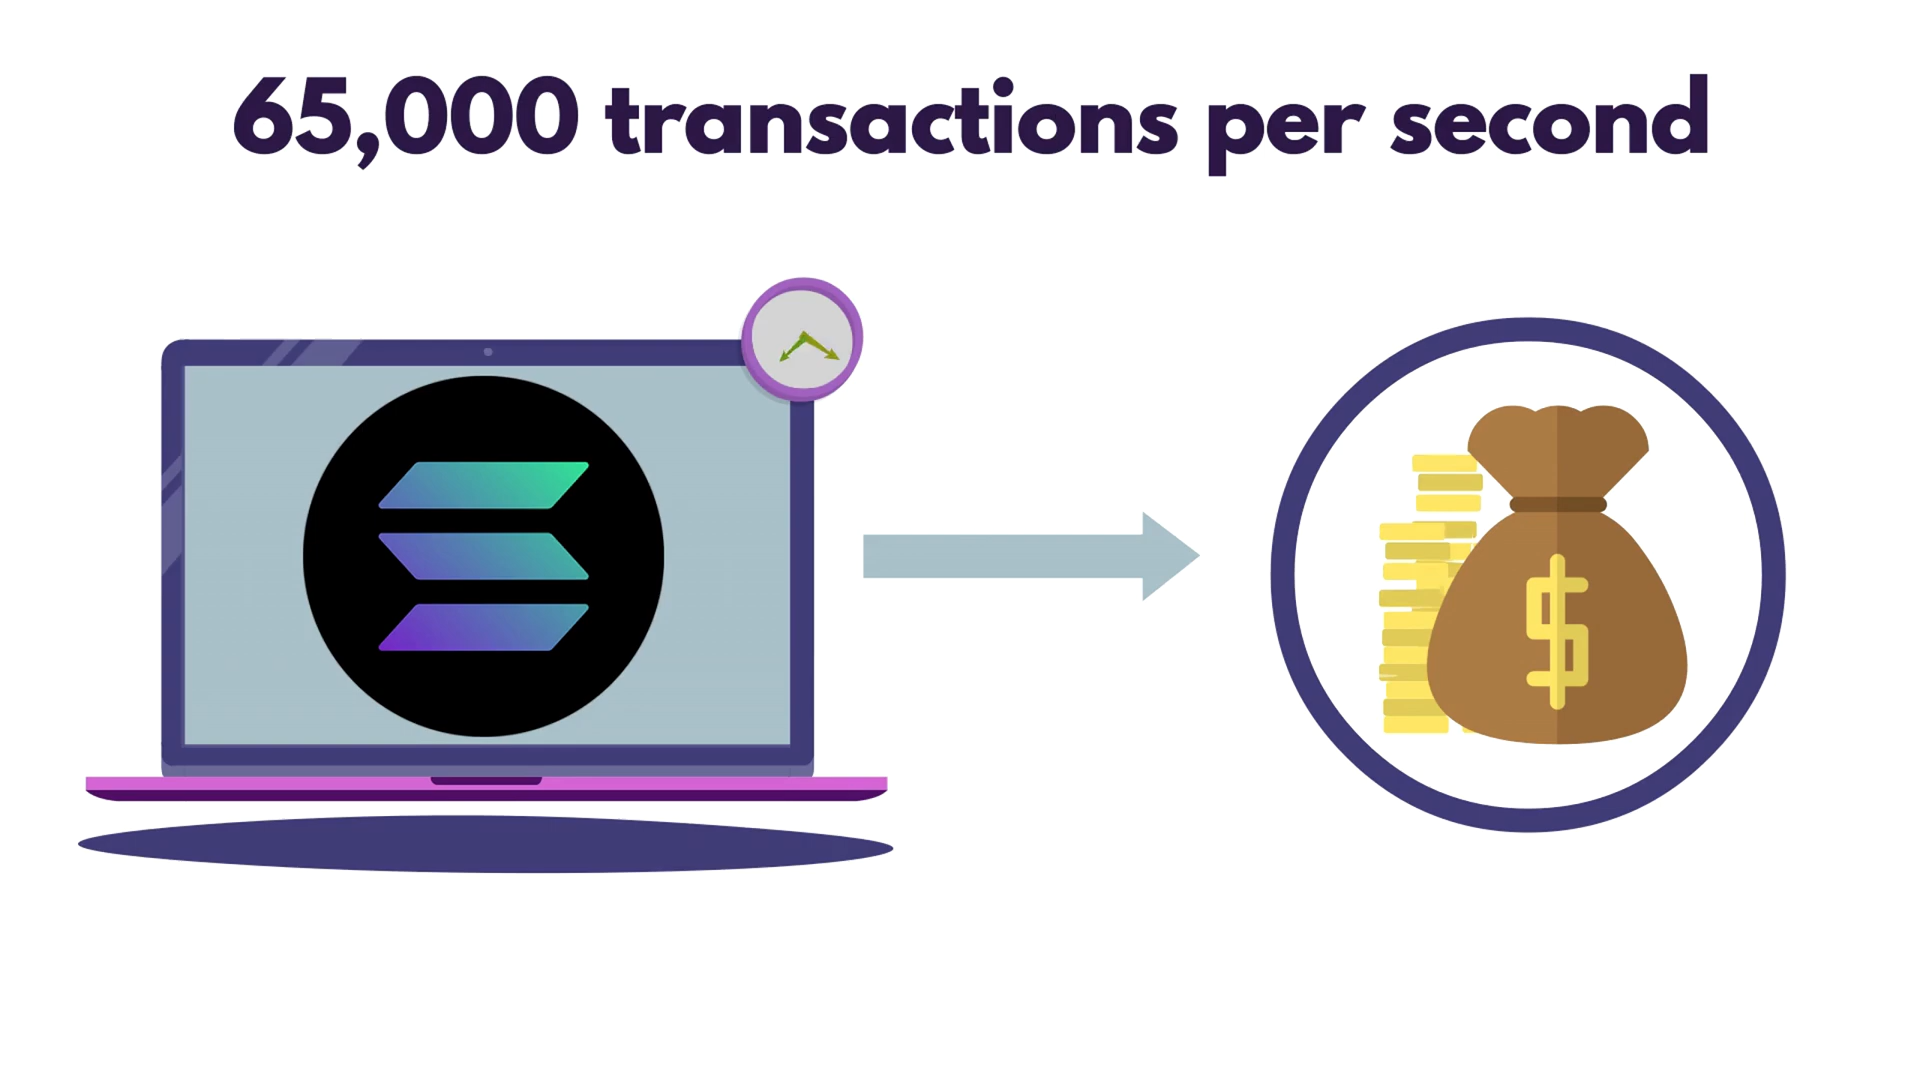 65,000 transactions per second
$